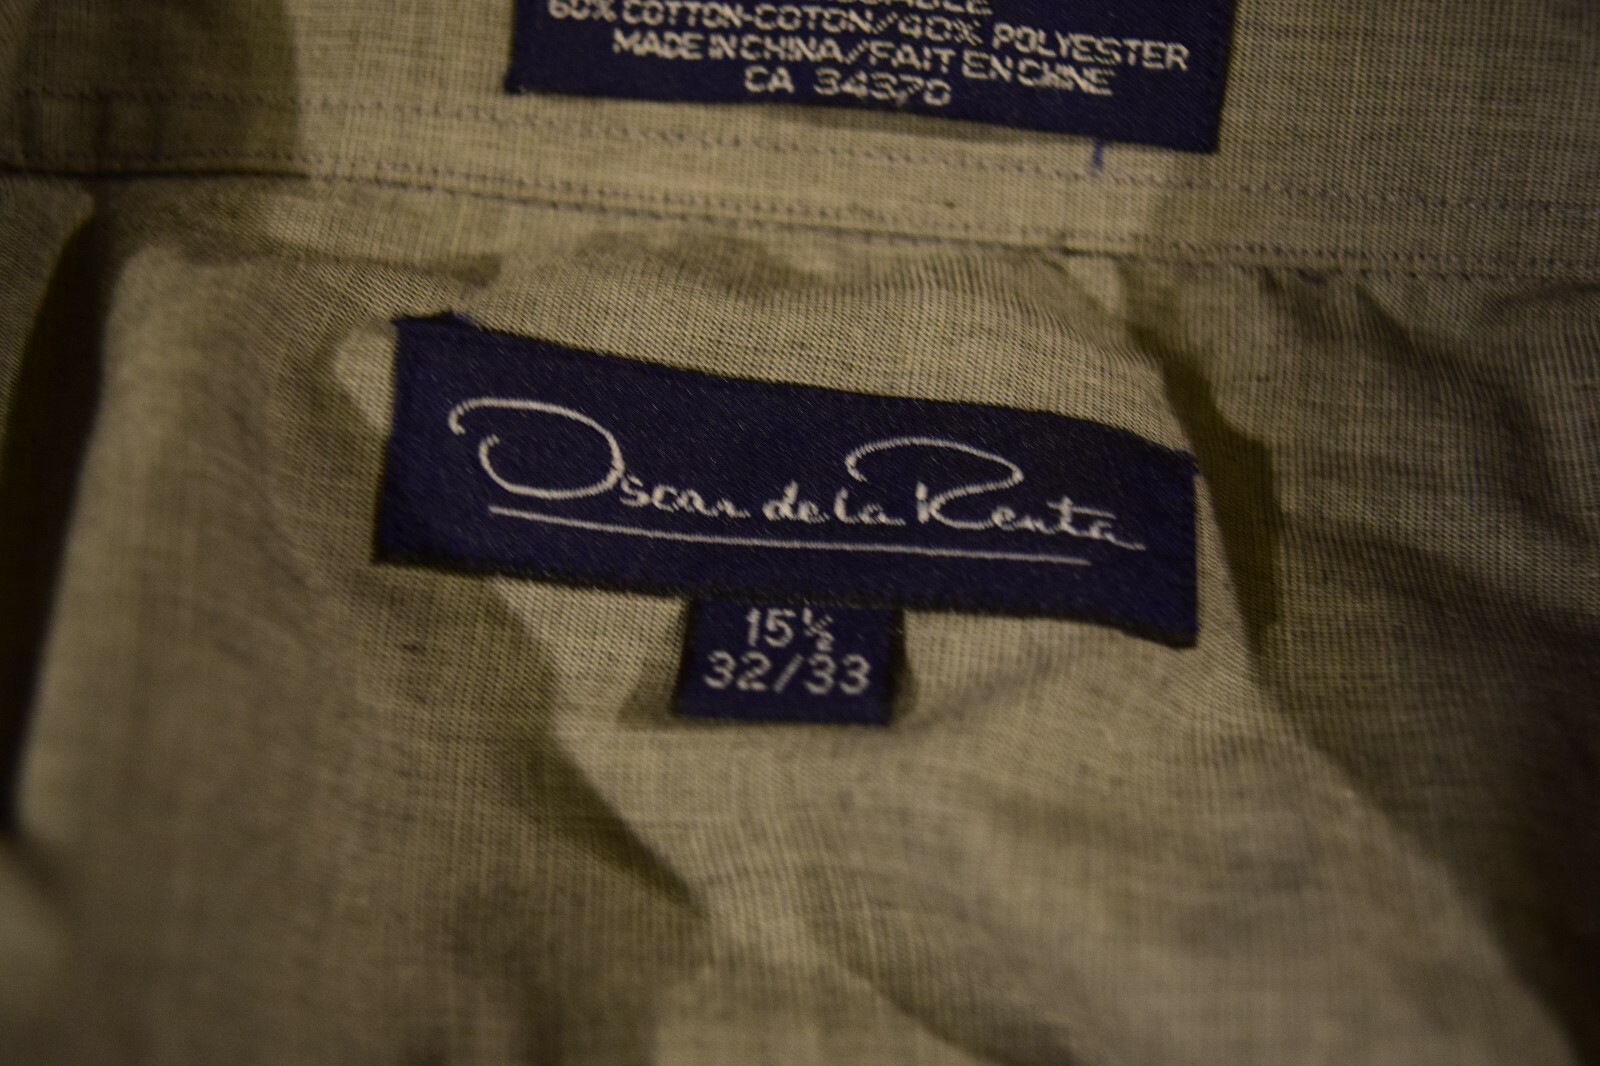 60% COTTON-COTON/40% POLYESTER
MADE IN CHINA/FAIT EN CHINE
CA 34370
Oscar de la Renta
15½
32/33